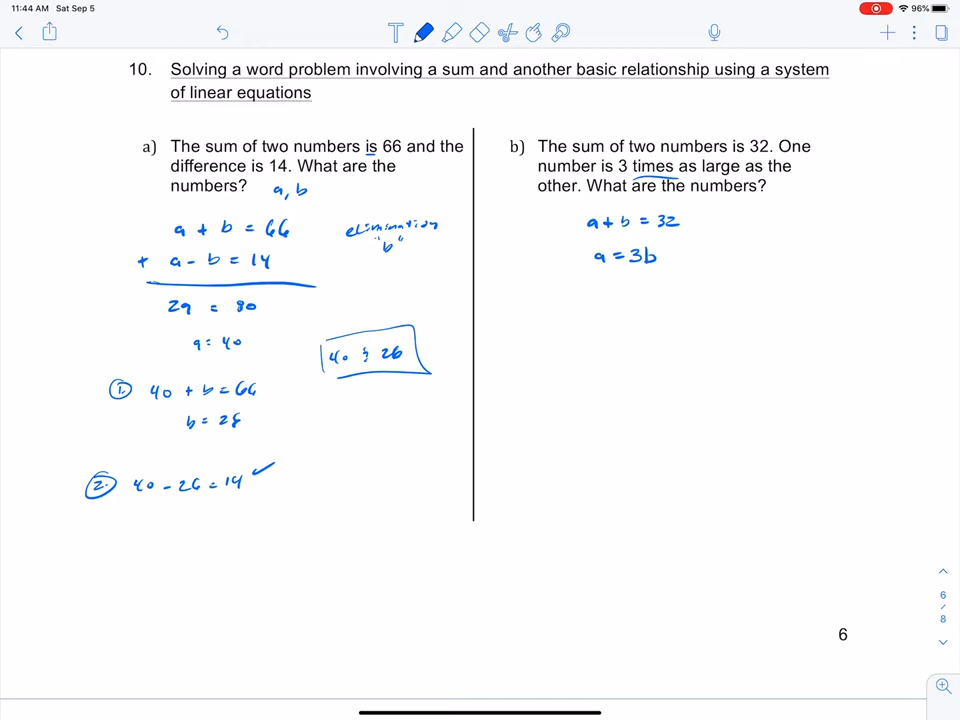 11:44 AM Sat Sep 5
96%
10. Solving a word problem involving a sum and another basic relationship using a system
of linear equations
a) The sum of two numbers is 66 and the
difference is 14. What are the
numbers? a, b
a + b = 66
+ a - b = 14
2a = 80
a = 40
elimination
"b"
40 & 26
1. 40 + b = 66
b = 26
2. 40 - 26 = 14 ✓
b) The sum of two numbers is 32. One
number is 3 times as large as the
other. What are the numbers?
a + b = 32
a = 3b
6
/
8
6